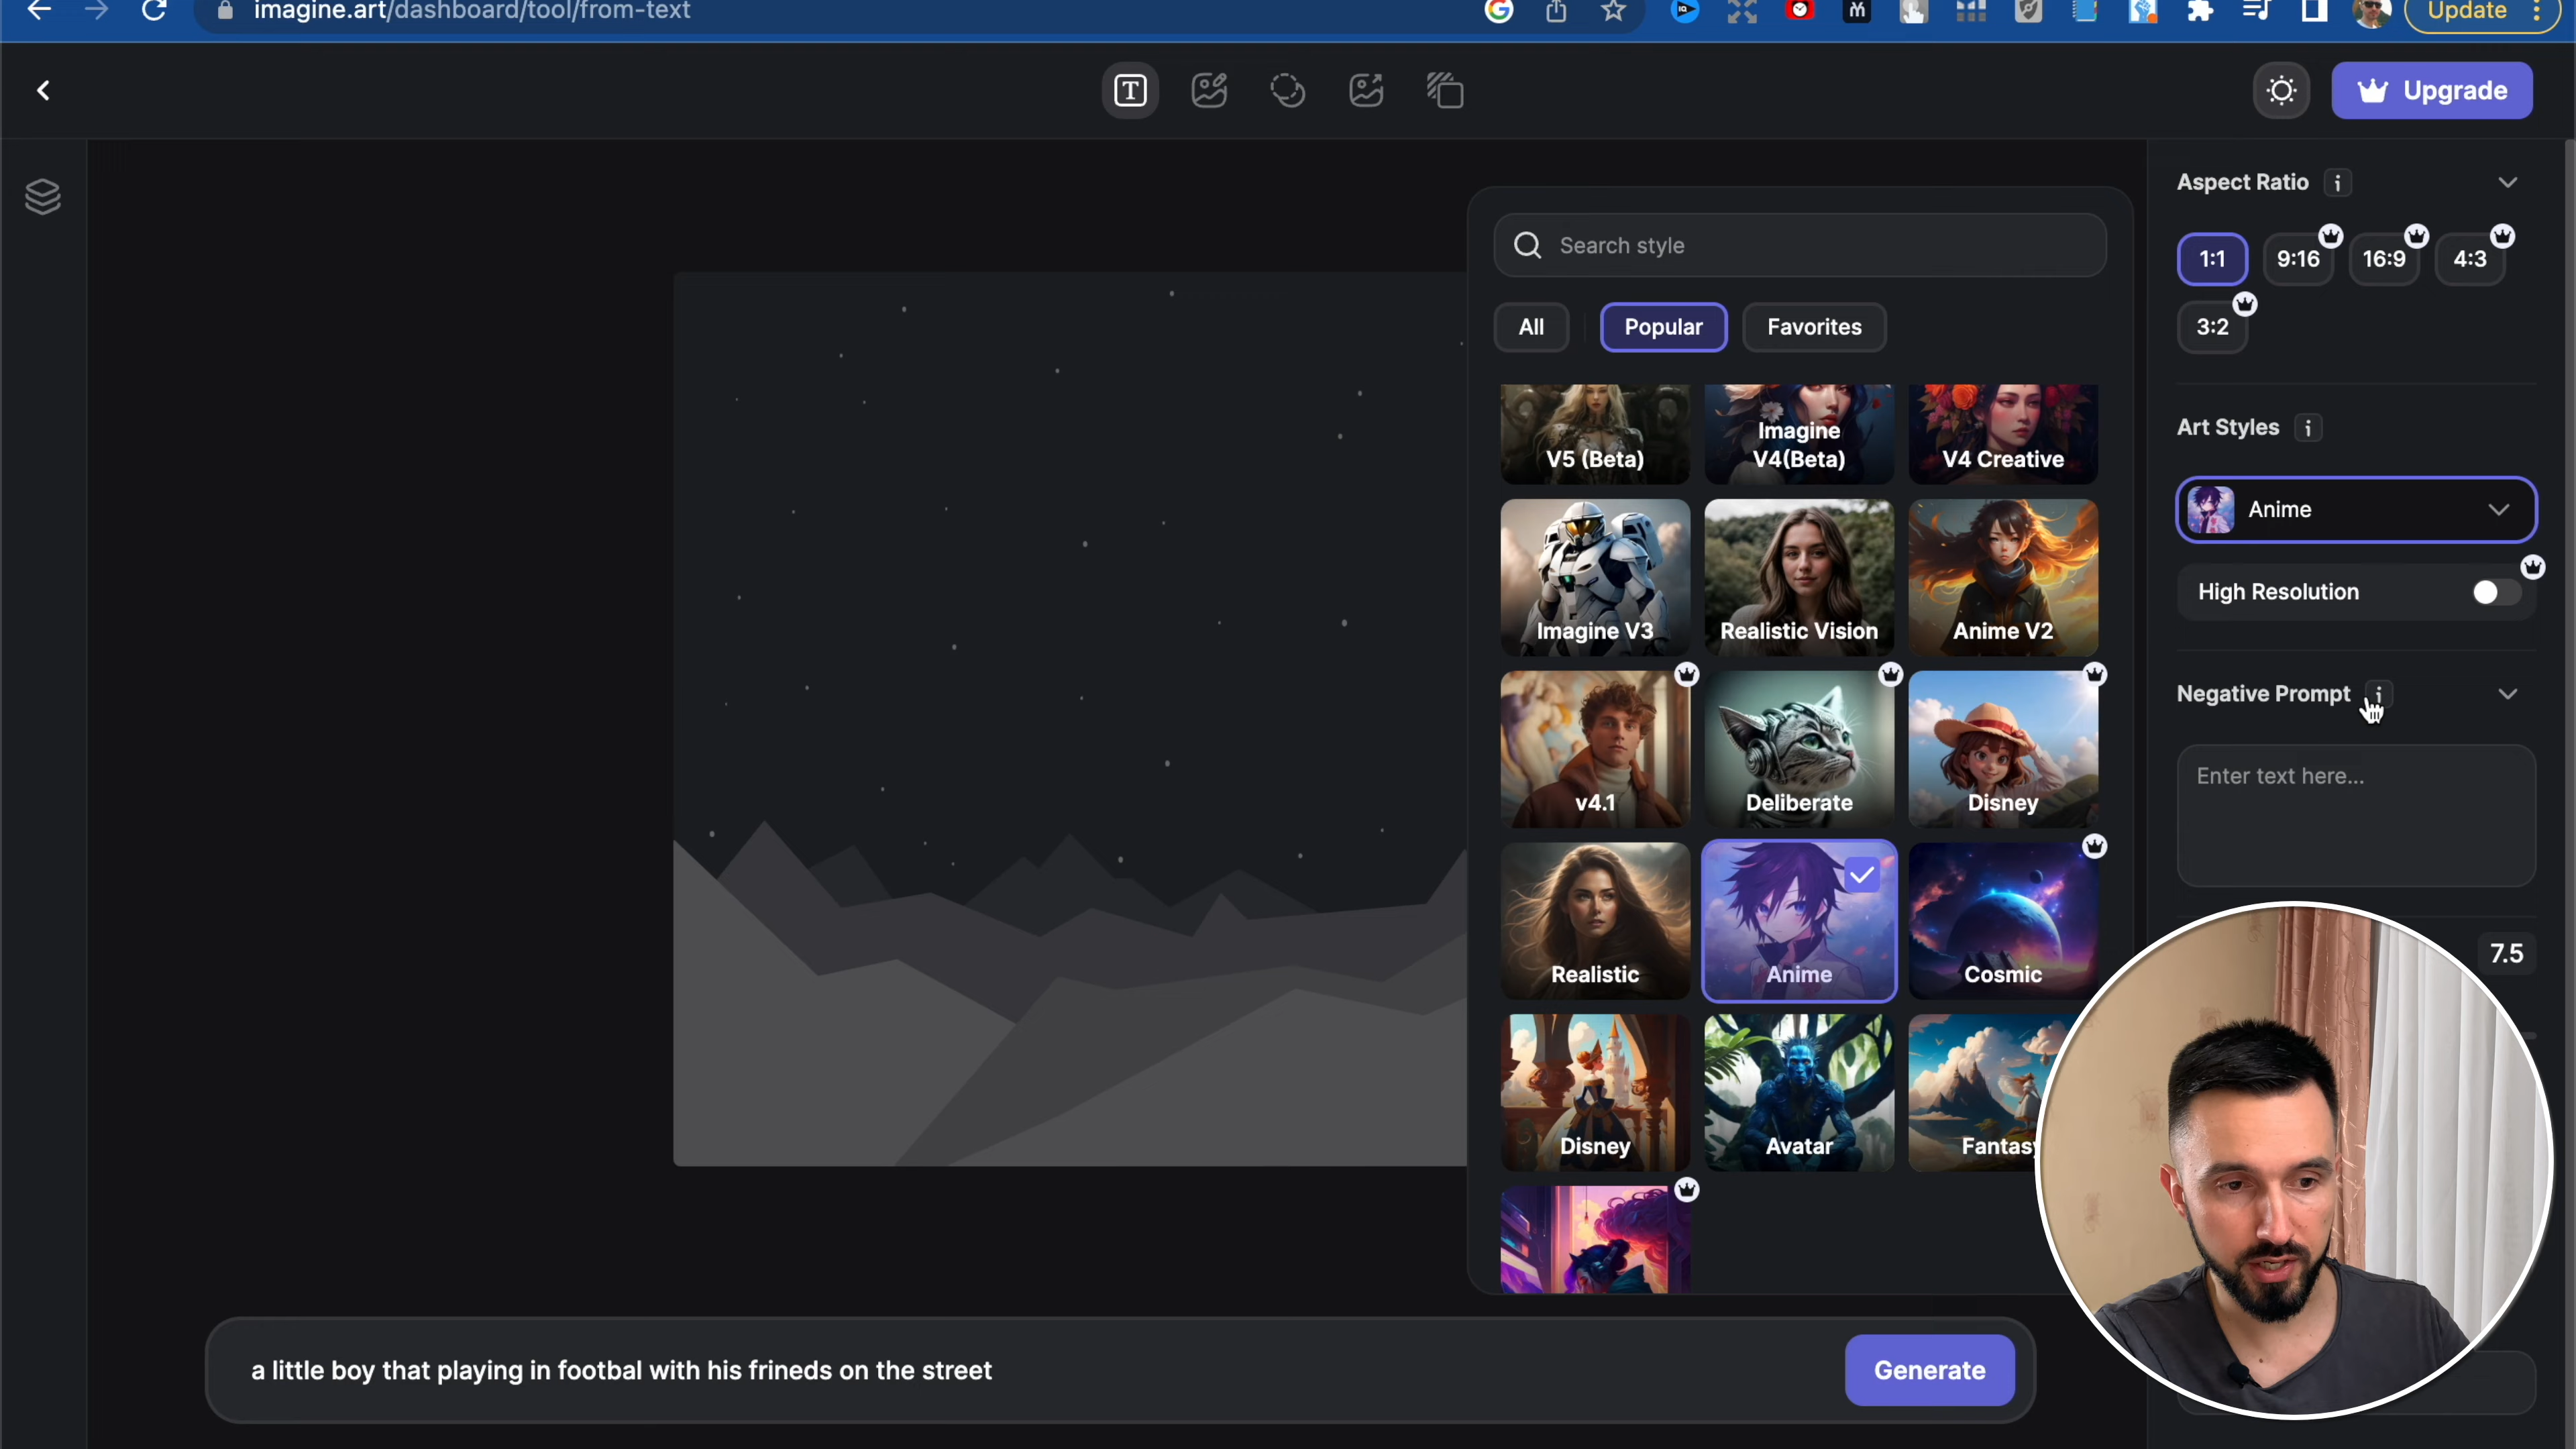 imagine.art/dashboard/tool/from-text
Update
Upgrade
Search style
All
Popular
Favorites
V5 (Beta)
Imagine
V4(Beta)
V4 Creative
Imagine V3
Realistic Vision
Anime V2
v4.1
Deliberate
Disney
Realistic
Anime
Cosmic
Disney
Avatar
Fantasy
Aspect Ratio
1:1
9:16
16:9
4:3
3:2
Art Styles
Anime
High Resolution
Negative Prompt
Enter text here...
7.5
a little boy that playing in footbal with his frineds on the street
Generate